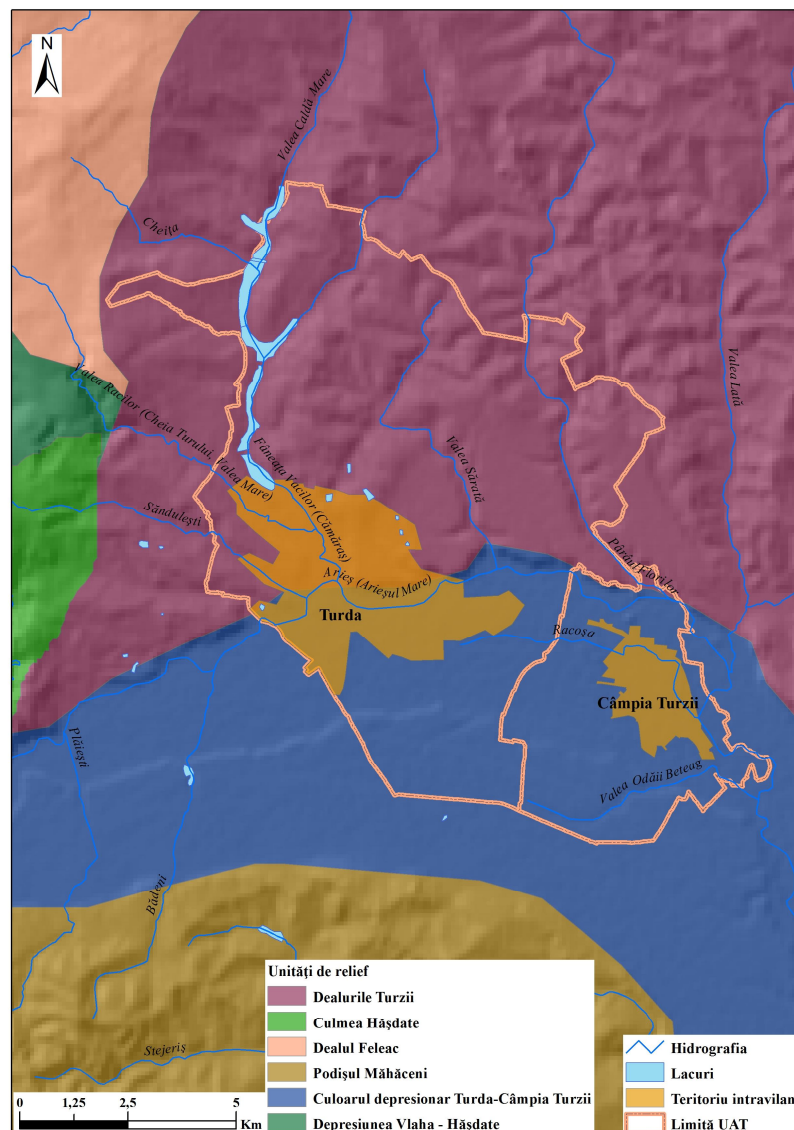 N
Valea Caldă Mare
Cheița
Valea Lată
Valea Racilor (Cheia Turului, Valea Mare)
Fâneața Vacilor (Cămăraș)
Valea Sărată
Săndulești
Pârâul Florilor
Arieș (Arieșul Mare)
Turda
Racoșa
Câmpia Turzii
Plăiești
Valea Odăii Beteug
Bădeni
Stejeriș
Unități de relief
Dealurile Turzii
Culmea Hășdate
Dealul Feleac
Podișul Măhăceni
Culoarul depresionar Turda-Câmpia Turzii
Depresiunea Vlaha - Hășdate
Hidrografia
Lacuri
Teritoriu intravilan
Limită UAT
0 1,25 2,5 5
Km